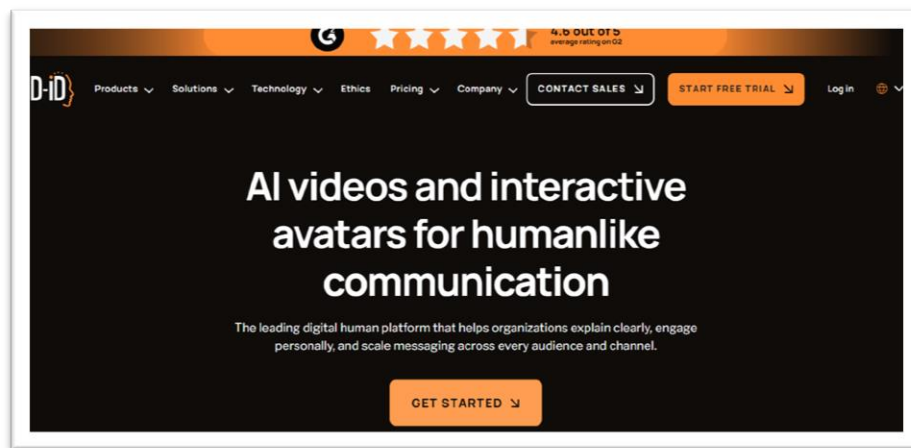 4.6 out of 5
average rating on G2
D-iD}
Products
Solutions
Technology
Ethics
Pricing
Company
CONTACT SALES
START FREE TRIAL
Log in
AI videos and interactive
avatars for humanlike
communication
The leading digital human platform that helps organizations explain clearly, engage
personally, and scale messaging across every audience and channel.
GET STARTED